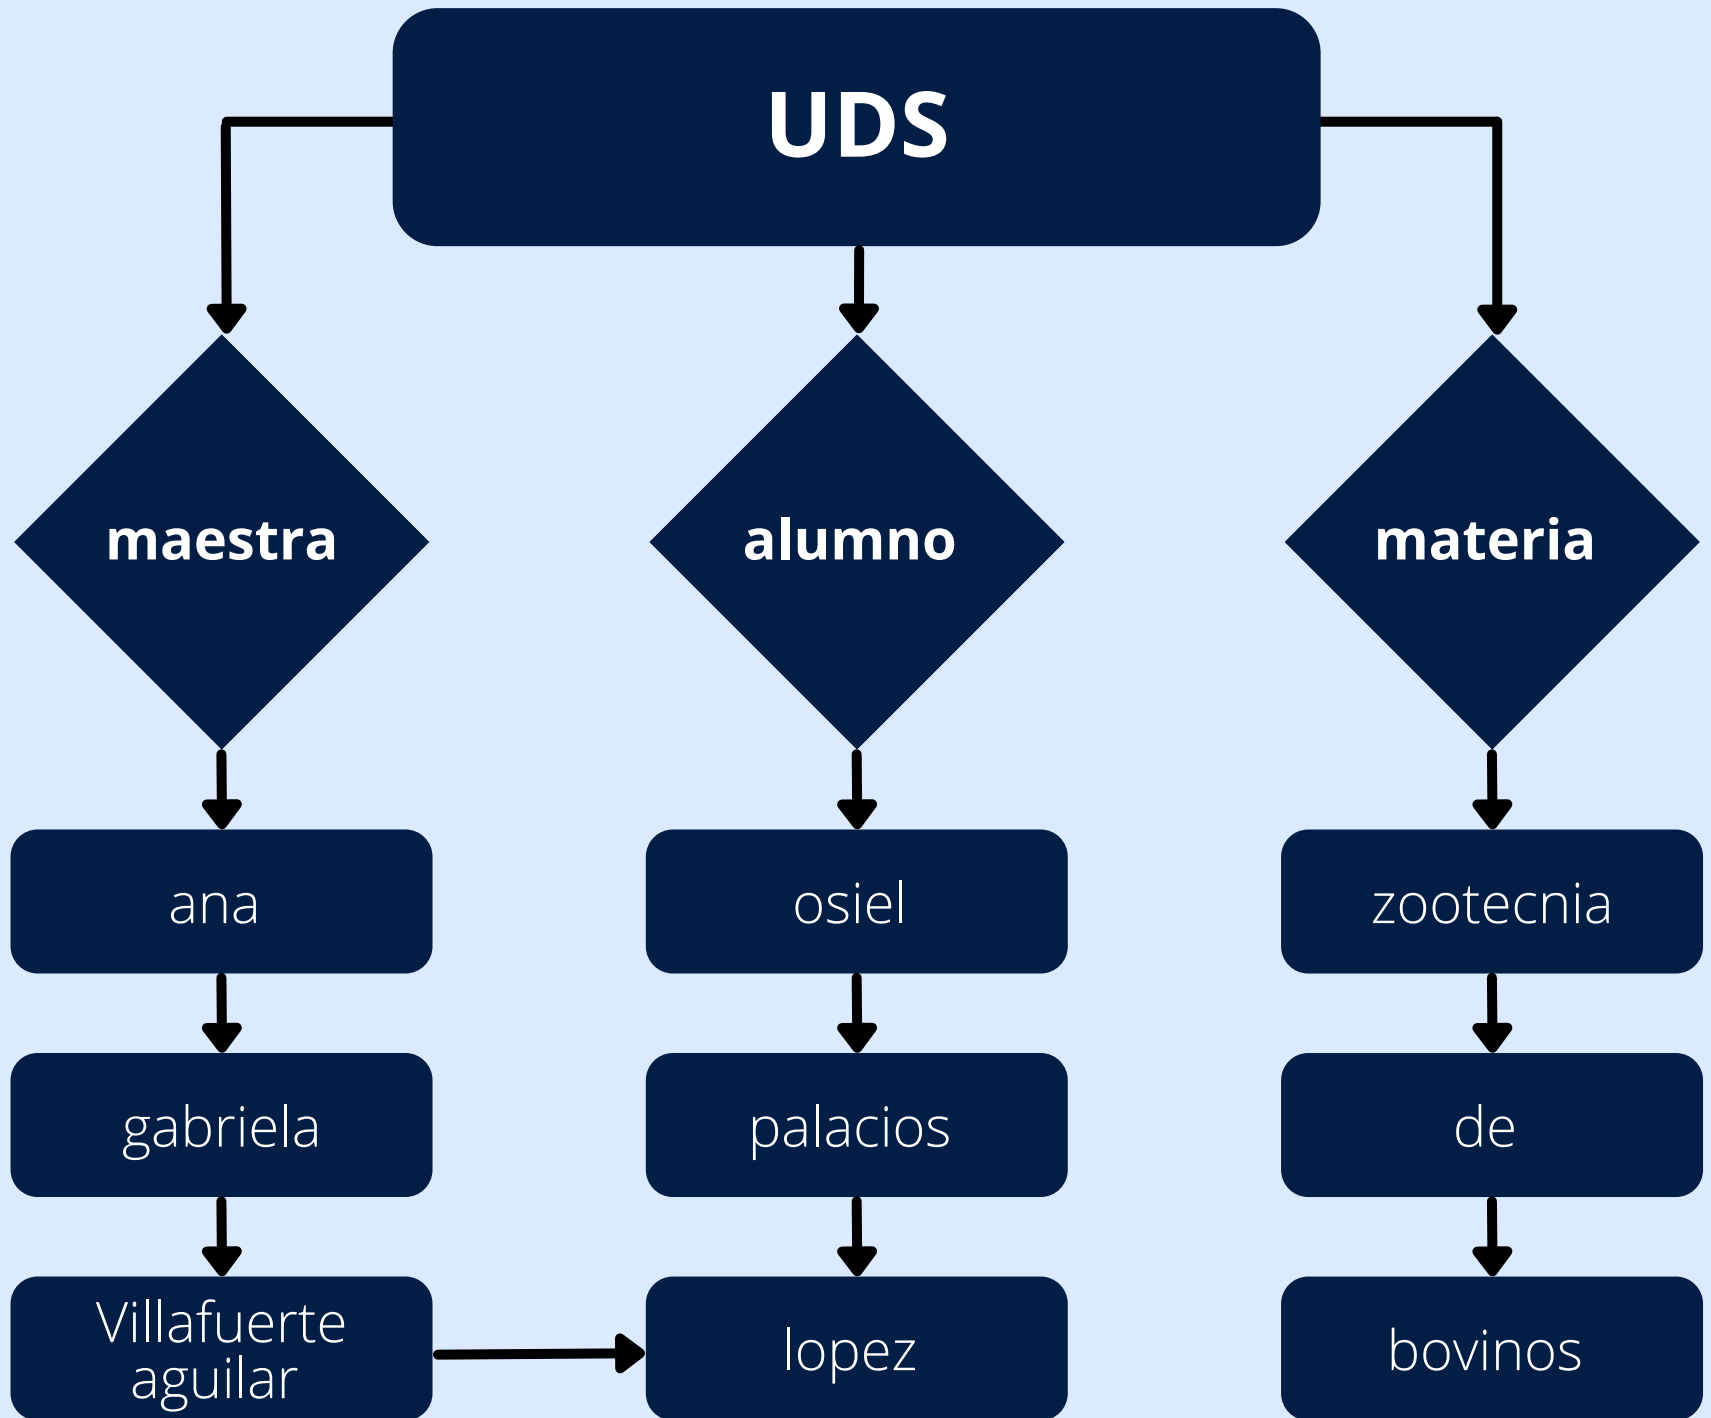 UDS
maestra
alumno
materia
ana
osiel
zootecnia
gabriela
palacios
de
Villafuerte
aguilar
lopez
bovinos